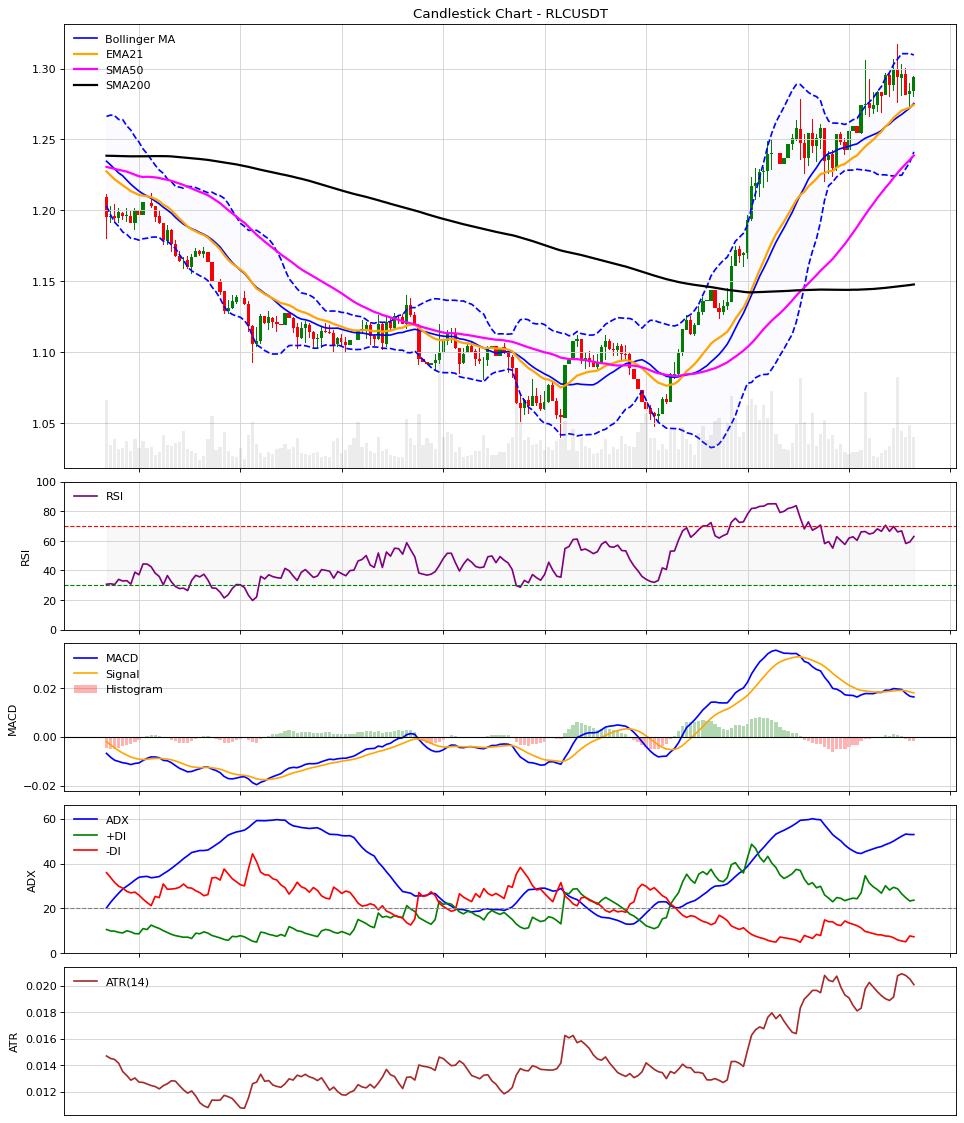 Candlestick Chart - RLCUSDT
Bollinger MA
EMA21
SMA50
SMA200
1.30
1.25
1.20
1.15
1.10
1.05
RSI
RSI
100
80
60
40
20
0
MACD
Signal
Histogram
MACD
0.02
0.00
−0.02
ADX
+DI
-DI
ADX
60
40
20
0
ATR(14)
ATR
0.020
0.018
0.016
0.014
0.012